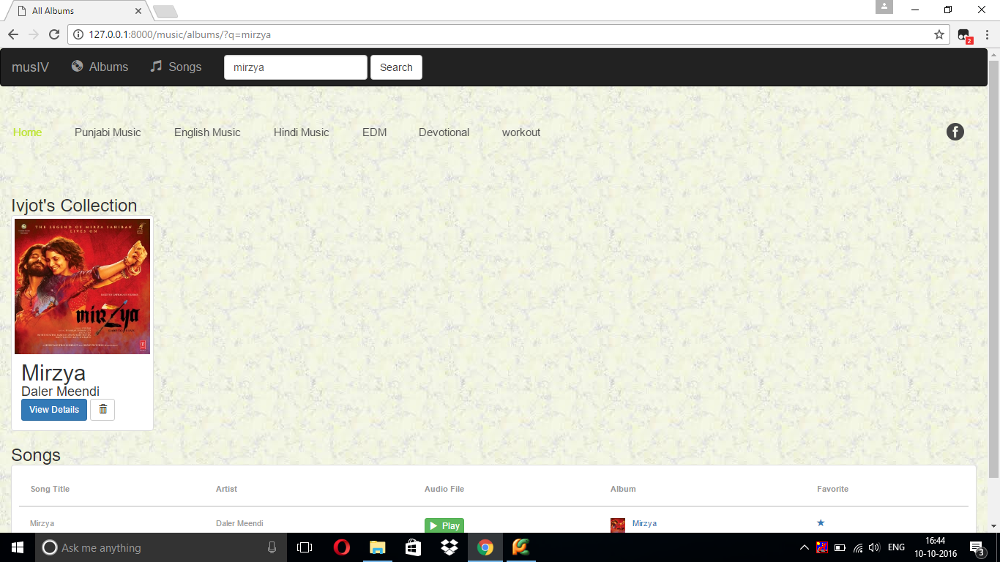 All Albums
127.0.0.1:8000/music/albums/?q=mirzya
2
musIV Albums Songs mirzya Search
Home Punjabi Music English Music Hindi Music EDM Devotional workout
Ivjot's Collection
THE LEGEND OF MIRZA SAHIBAN
LIVES ON
mirzya
Mirzya
Daler Meendi
View Details
Songs
Song Title Artist Audio File Album Favorite
Mirzya Daler Meendi Play Mirzya
Ask me anything
ENG
16:44
10-10-2016
3